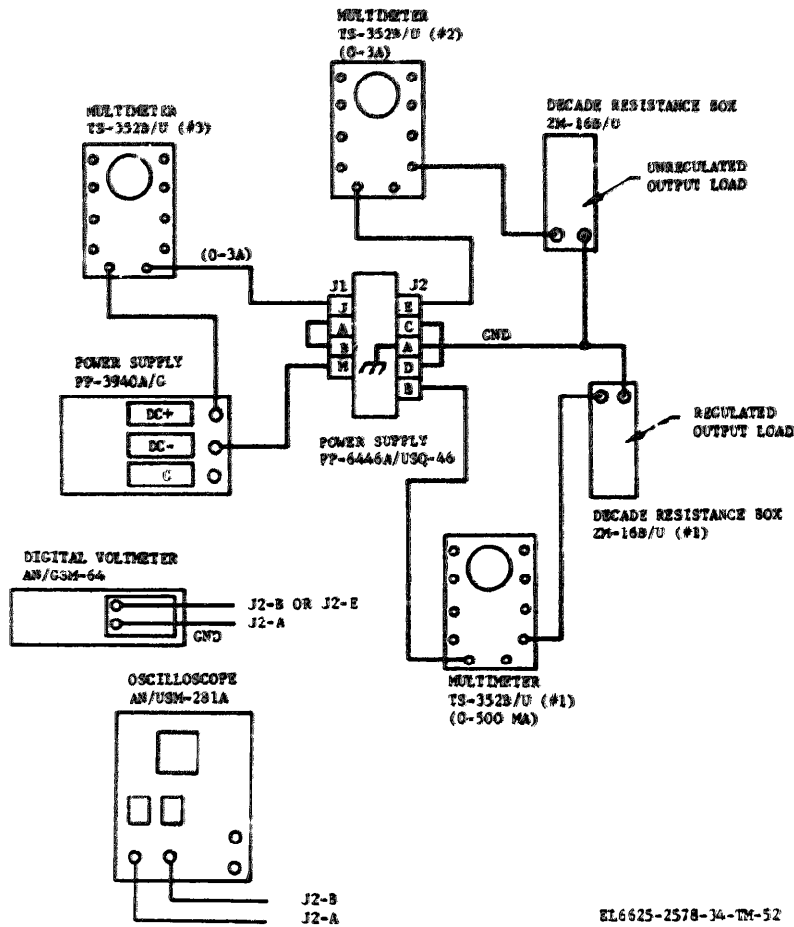 MULTIMETER
TS-352B/U (#2)
(0-3A)
MULTIMETER
TS-352B/U (#3)
DECADE RESISTANCE BOX
ZM-16B/U
UNREGULATED
OUTPUT LOAD
(0-3A)
J1
J2
J
A
B
M
E
C
A
D
B
GND
POWER SUPPLY
PP-3940A/G
DC+
DC-
G
POWER SUPPLY
PP-6446A/USQ-46
REGULATED
OUTPUT LOAD
DECADE RESISTANCE BOX
ZM-16B/U (#1)
DIGITAL VOLTMETER
AN/GSM-64
J2-B OR J2-E
J2-A
GND
MULTIMETER
TS-352B/U (#1)
(0-500 MA)
OSCILLOSCOPE
AN/USM-281A
J2-B
J2-A
EL6625-2578-34-TM-52